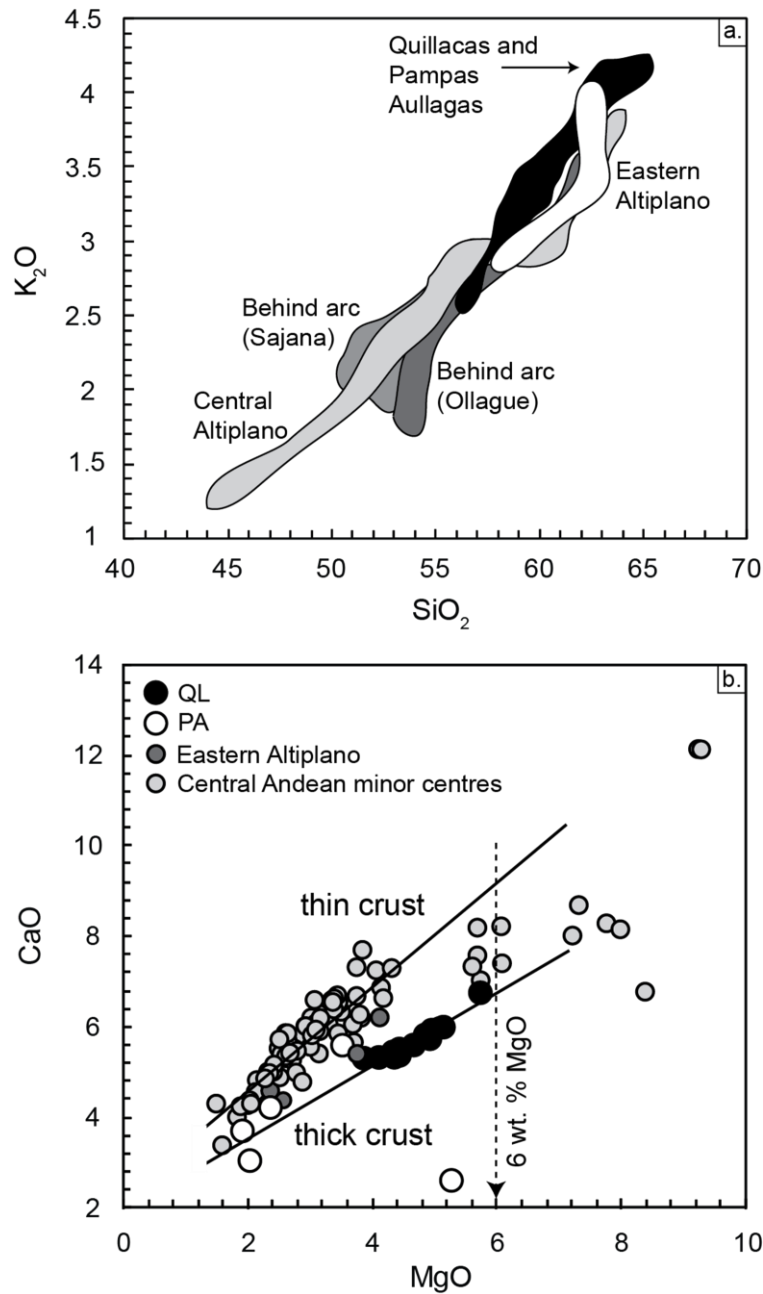 a.
4.5
4
3.5
3
2.5
2
1.5
1
K₂O
Quillacas and
Pampas
Aullagas
Eastern
Altiplano
Behind arc
(Sajana)
Behind arc
(Ollague)
Central
Altiplano
40 45 50 55 60 65 70
SiO₂
b.
14
12
10
8
6
4
2
CaO
QL
PA
Eastern Altiplano
Central Andean minor centres
thin crust
thick crust
6 wt. % MgO
0 2 4 6 8 10
MgO